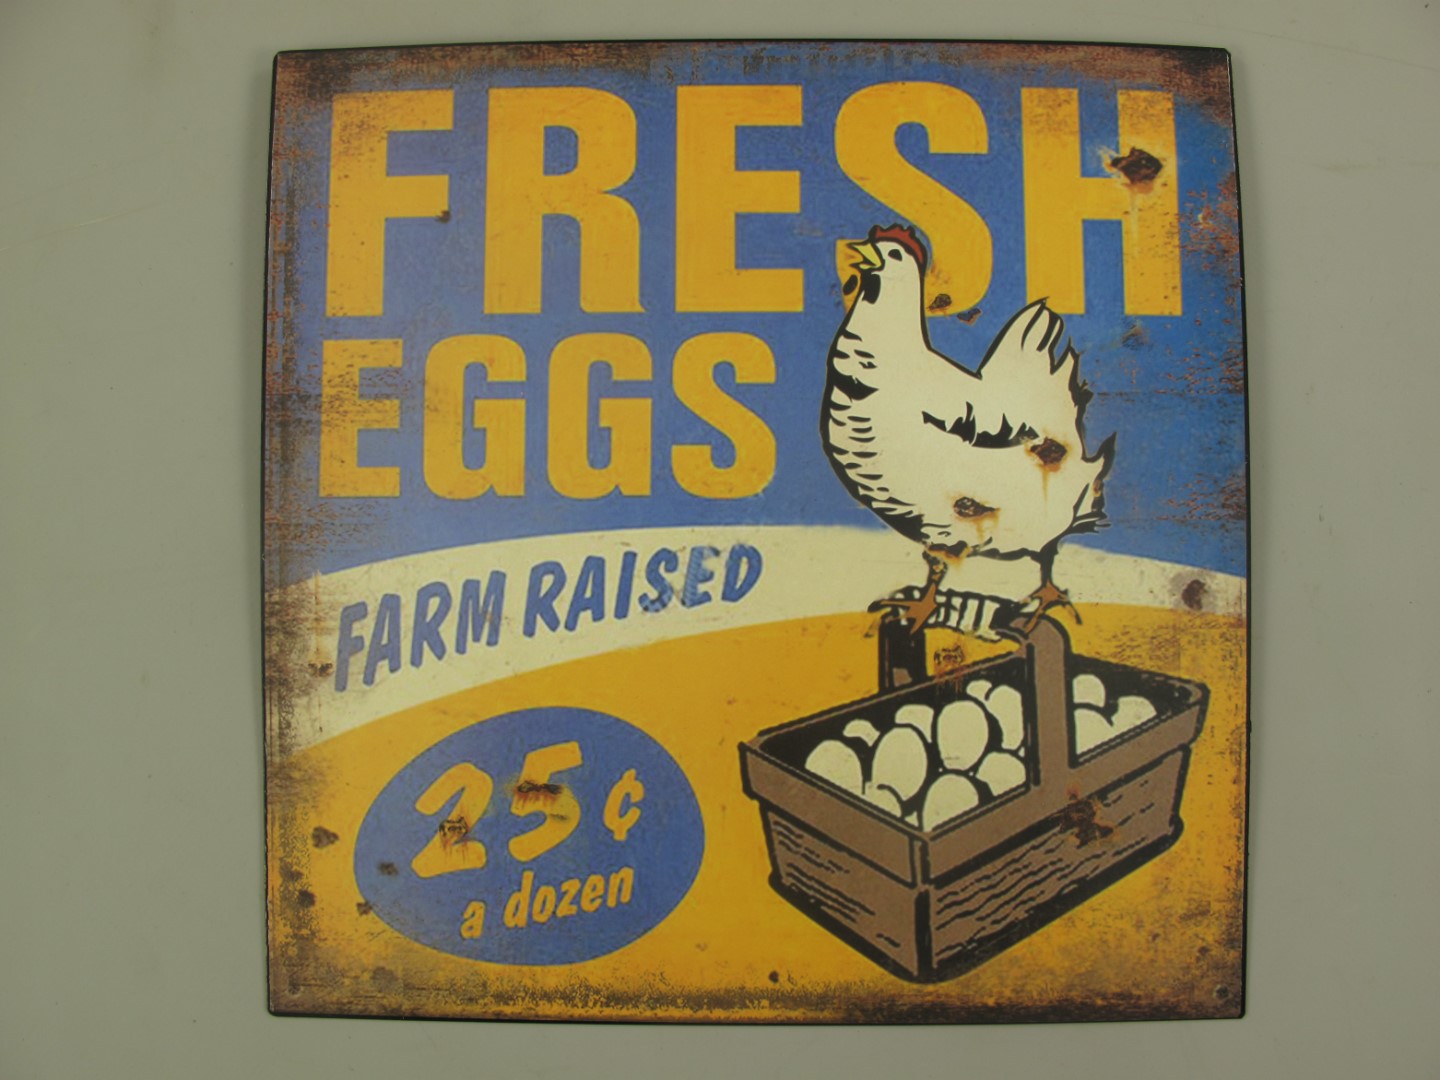 FRESH
EGGS
FARM RAISED
25¢
a dozen